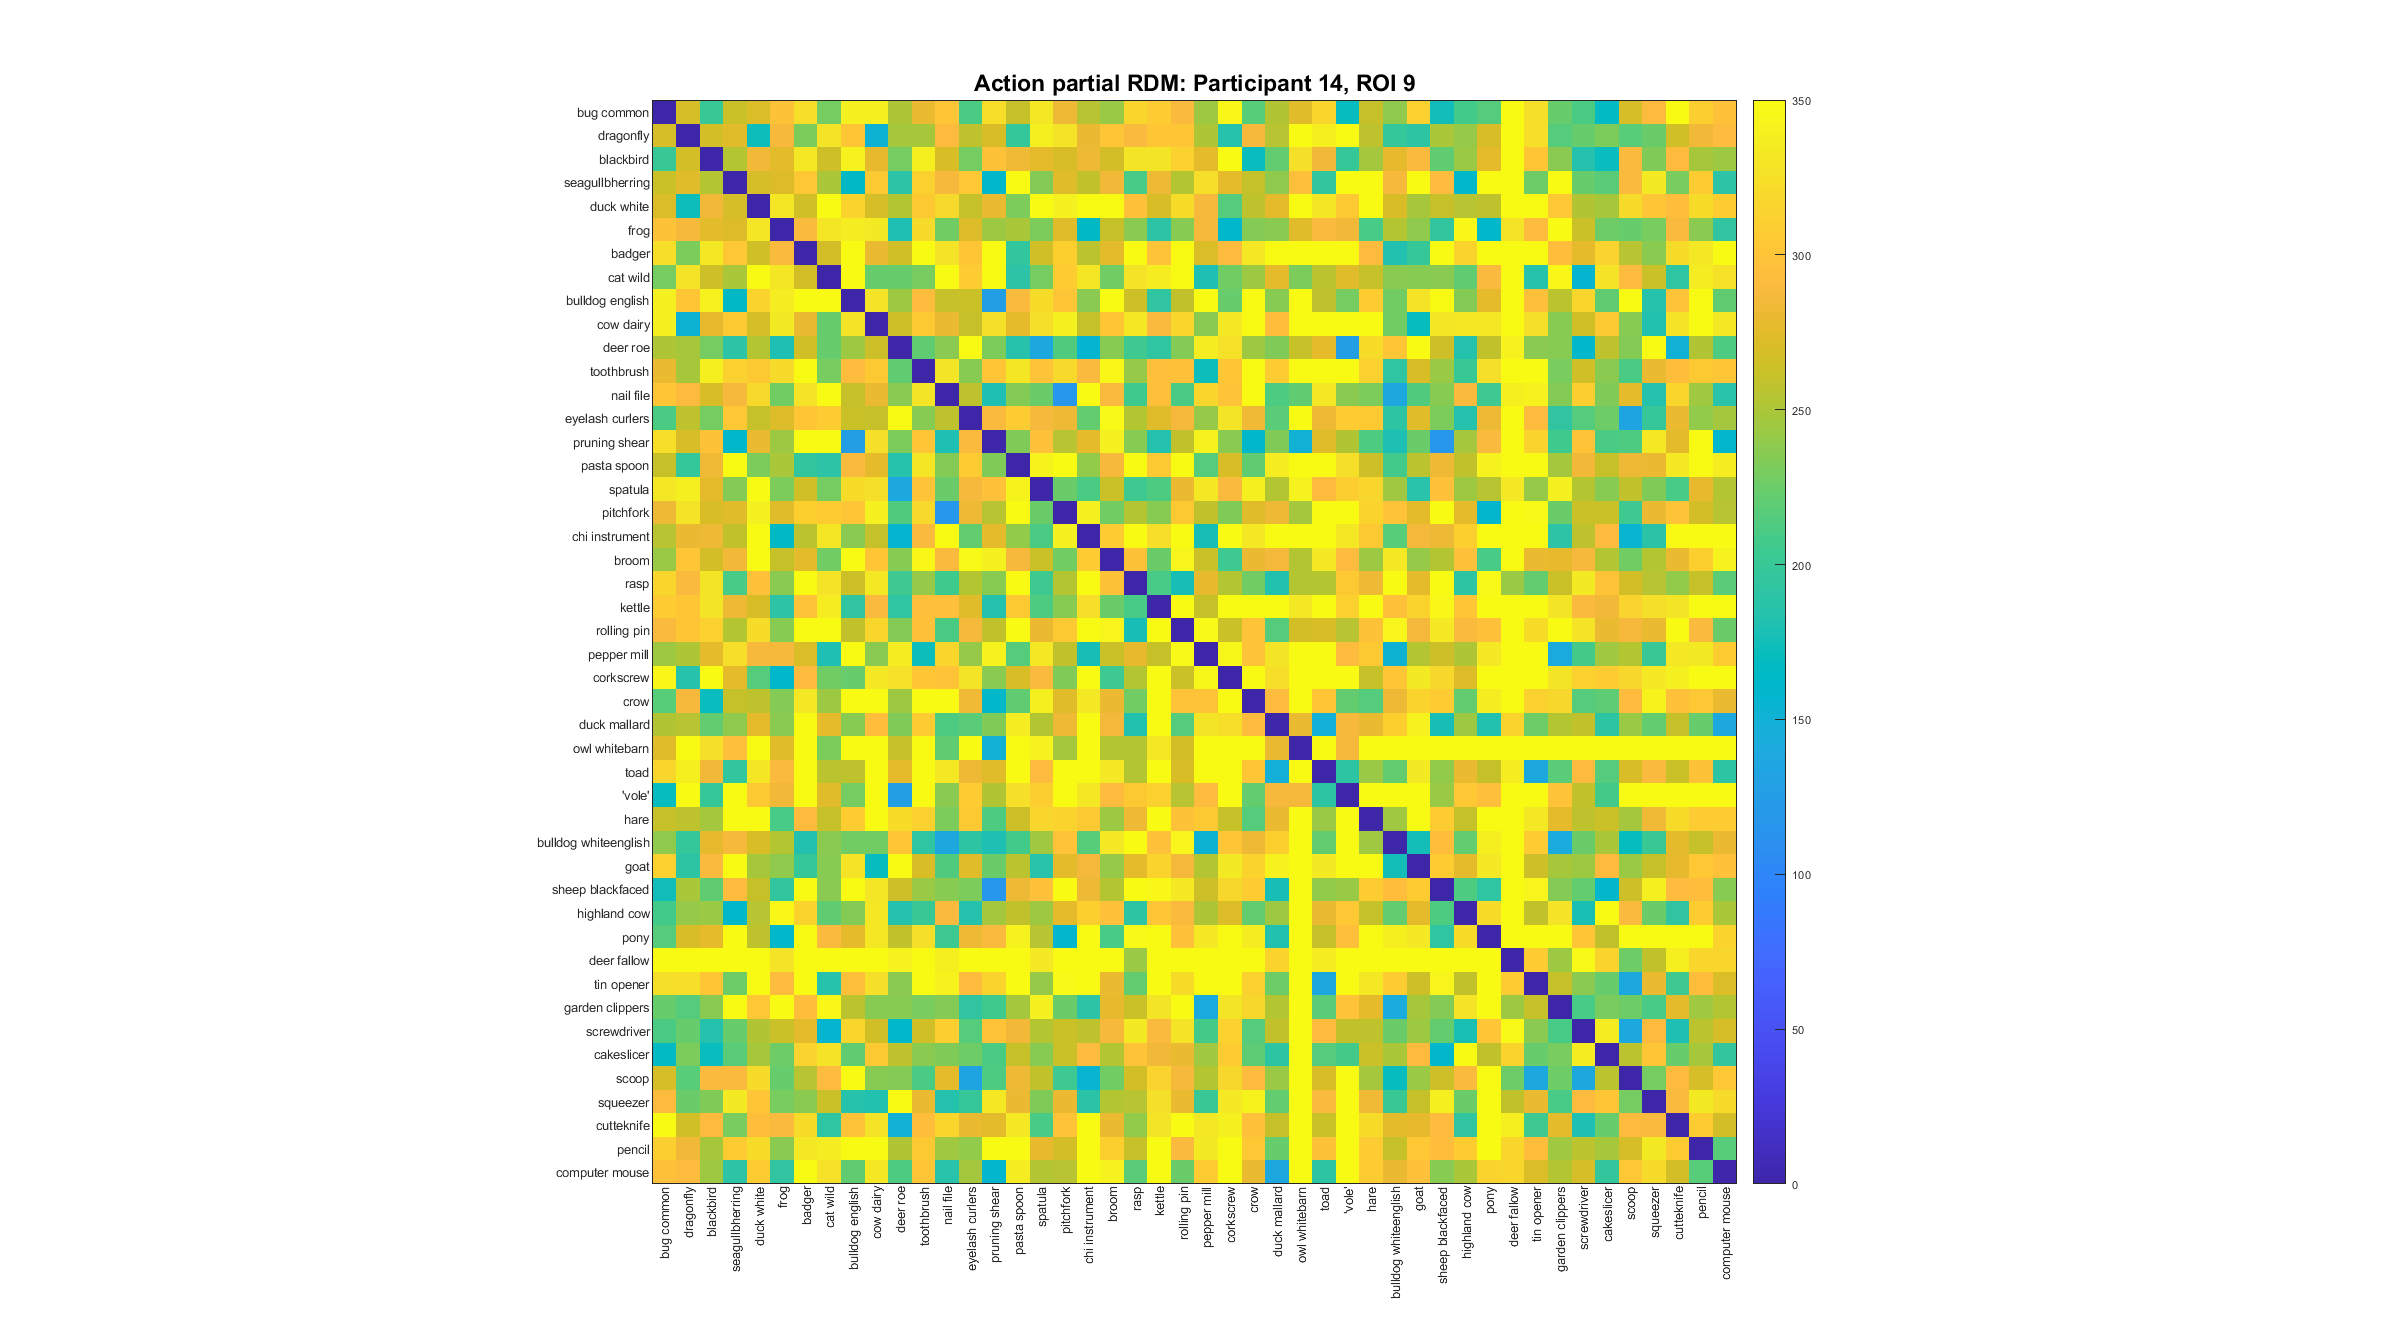 Action partial RDM: Participant 14, ROI 9
bug common
dragonfly
blackbird
seagullbherring
duck white
frog
badger
cat wild
bulldog english
cow dairy
deer roe
toothbrush
nail file
eyelash curlers
pruning shear
pasta spoon
spatula
pitchfork
chi instrument
broom
rasp
kettle
rolling pin
pepper mill
corkscrew
crow
duck mallard
owl whitebarn
toad
'vole'
hare
bulldog whiteenglish
goat
sheep blackfaced
highland cow
pony
deer fallow
tin opener
garden clippers
screwdriver
cakeslicer
scoop
squeezer
cutteknife
pencil
computer mouse
350
300
250
200
150
100
50
0
bug common
dragonfly
blackbird
seagullbherring
duck white
frog
badger
cat wild
bulldog english
cow dairy
deer roe
toothbrush
nail file
eyelash curlers
pruning shear
pasta spoon
spatula
pitchfork
chi instrument
broom
rasp
kettle
rolling pin
pepper mill
corkscrew
crow
duck mallard
owl whitebarn
toad
'vole'
hare
bulldog whiteenglish
goat
sheep blackfaced
highland cow
pony
deer fallow
tin opener
garden clippers
screwdriver
cakeslicer
scoop
squeezer
cutteknife
pencil
computer mouse